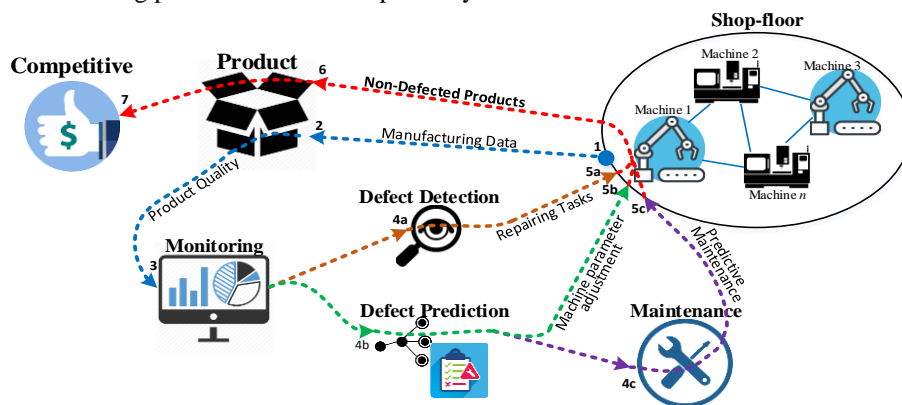 Shop-floor
Machine 2
Machine 3
Machine 1
Machine n
Competitive
Product
6
Non-Defected Products
7
2
Manufacturing Data
1
5a
5b
5c
Product Quality
Defect Detection
4a
Repairing Tasks
Monitoring
3
Machine parameter
adjustment
Predictive
Maintenance
Defect Prediction
4b
Maintenance
4c
$